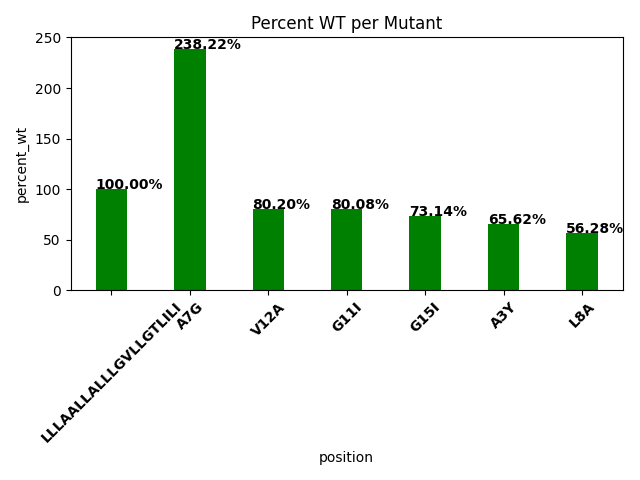 Percent WT per Mutant
percent_wt
250
200
150
100
50
0
100.00%
238.22%
80.20%
80.08%
73.14%
65.62%
56.28%
LLLAALLALLLGVLLGTLILI
A7G
V12A
G11I
G15I
A3Y
L8A
position